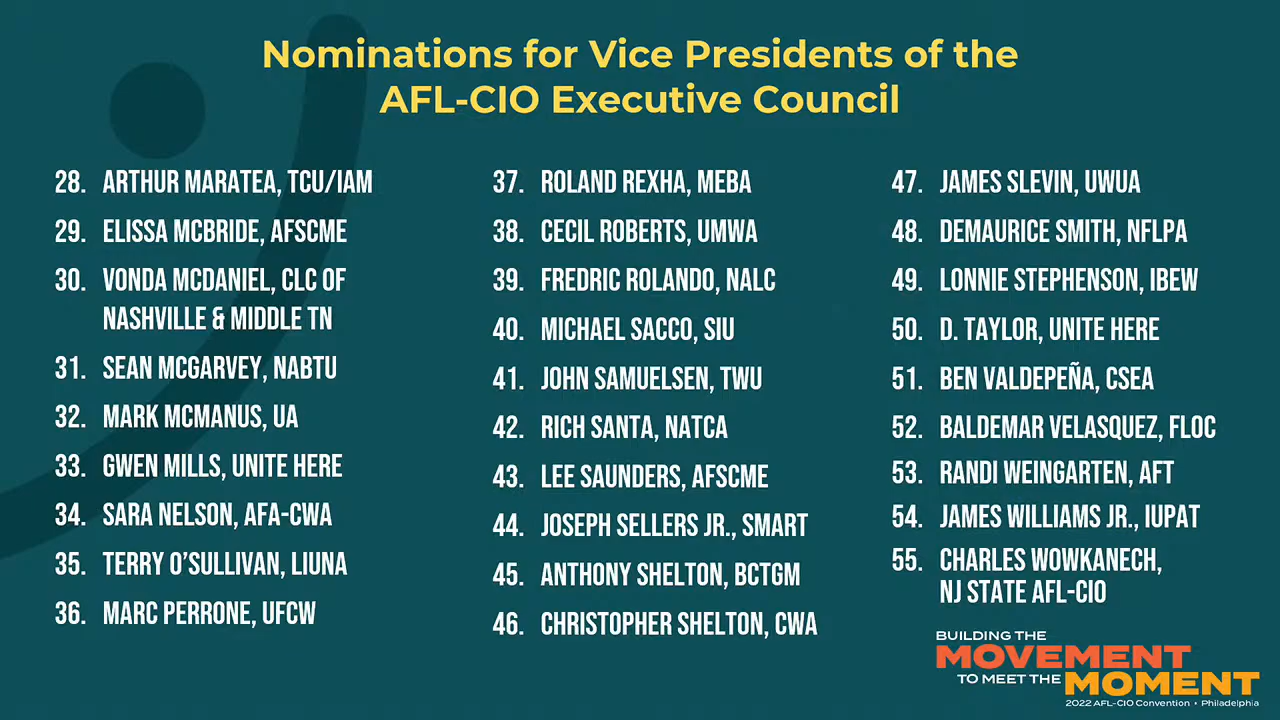 Nominations for Vice Presidents of the
AFL-CIO Executive Council
28. ARTHUR MARATEA, TCU/IAM
29. ELISSA MCBRIDE, AFSCME
30. VONDA MCDANIEL, CLC OF
NASHVILLE & MIDDLE TN
31. SEAN MCGARVEY, NABTU
32. MARK MCMANUS, UA
33. GWEN MILLS, UNITE HERE
34. SARA NELSON, AFA-CWA
35. TERRY O’SULLIVAN, LIUNA
36. MARC PERRONE, UFCW
37. ROLAND REXHA, MEBA
38. CECIL ROBERTS, UMWA
39. FREDRIC ROLANDO, NALC
40. MICHAEL SACCO, SIU
41. JOHN SAMUELSEN, TWU
42. RICH SANTA, NATCA
43. LEE SAUNDERS, AFSCME
44. JOSEPH SELLERS JR., SMART
45. ANTHONY SHELTON, BCTGM
46. CHRISTOPHER SHELTON, CWA
47. JAMES SLEVIN, UWUA
48. DEMAURICE SMITH, NFLPA
49. LONNIE STEPHENSON, IBEW
50. D. TAYLOR, UNITE HERE
51. BEN VALDEPEÑA, CSEA
52. BALDEMAR VELASQUEZ, FLOC
53. RANDI WEINGARTEN, AFT
54. JAMES WILLIAMS JR., IUPAT
55. CHARLES WOWKANECH,
NJ STATE AFL-CIO
BUILDING THE
MOVEMENT
TO MEET THE MOMENT
2022 AFL-CIO Convention • Philadelphia